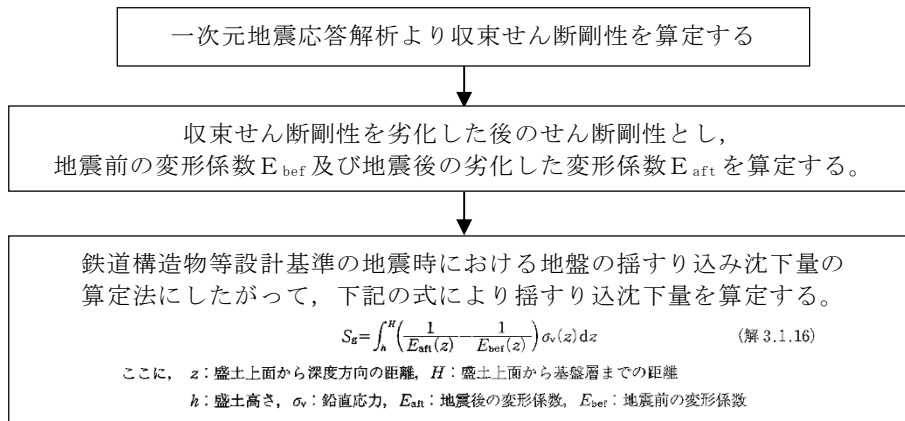 一次元地震応答解析より収束せん断剛性を算定する
収束せん断剛性を劣化した後のせん断剛性とし，
地震前の変形係数E bef 及び地震後の劣化した変形係数E aft を算定する。
鉄道構造物等設計基準の地震時における地盤の揺すり込み沈下量の
算定法にしたがって，下記の式により揺すり込沈下量を算定する。
S_g=∫_h^H(1/E_aft(z)−1/E_bef(z))σ_v(z)dz （解 3.1.16）
ここに， z：盛土上面から深度方向の距離，H：盛土上面から基盤層までの距離
h：盛土高さ，σ_v：鉛直応力，E_aft：地震後の変形係数，E_bef：地震前の変形係数